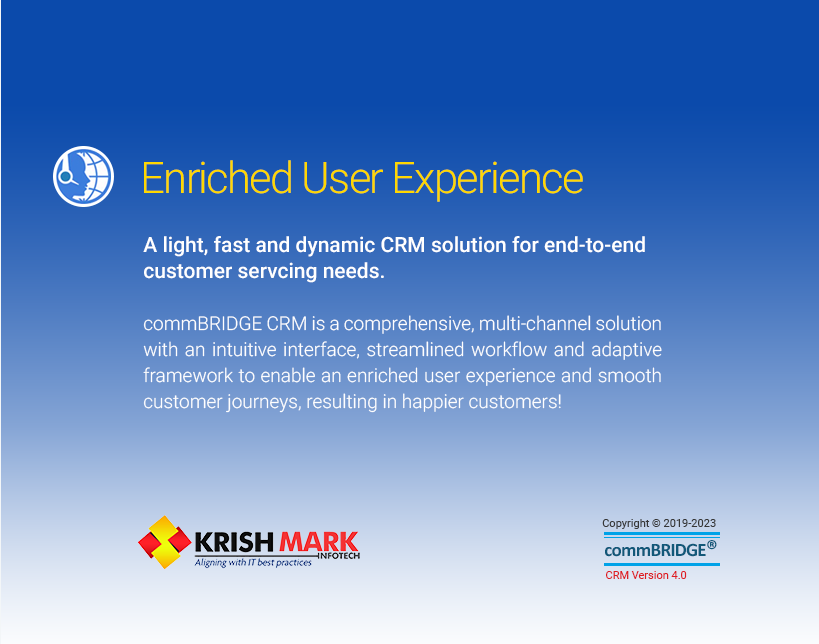 Enriched User Experience
A light, fast and dynamic CRM solution for end-to-end
customer servcing needs.
commBRIDGE CRM is a comprehensive, multi-channel solution
with an intuitive interface, streamlined workflow and adaptive
framework to enable an enriched user experience and smooth
customer journeys, resulting in happier customers!
KRISH MARK
INFOTECH
Aligning with IT best practices
Copyright © 2019-2023
commBRIDGE®
CRM Version 4.0